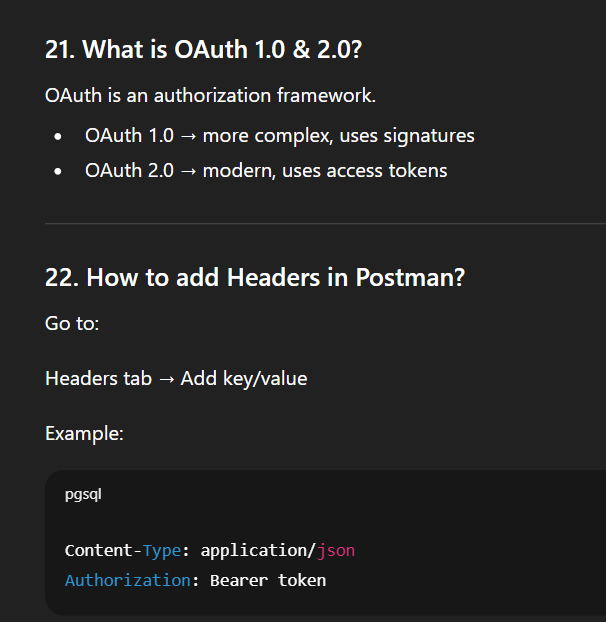 21. What is OAuth 1.0 & 2.0?
OAuth is an authorization framework.
• OAuth 1.0 → more complex, uses signatures
• OAuth 2.0 → modern, uses access tokens
22. How to add Headers in Postman?
Go to:
Headers tab → Add key/value
Example:
pgsql
Content-Type: application/json
Authorization: Bearer token